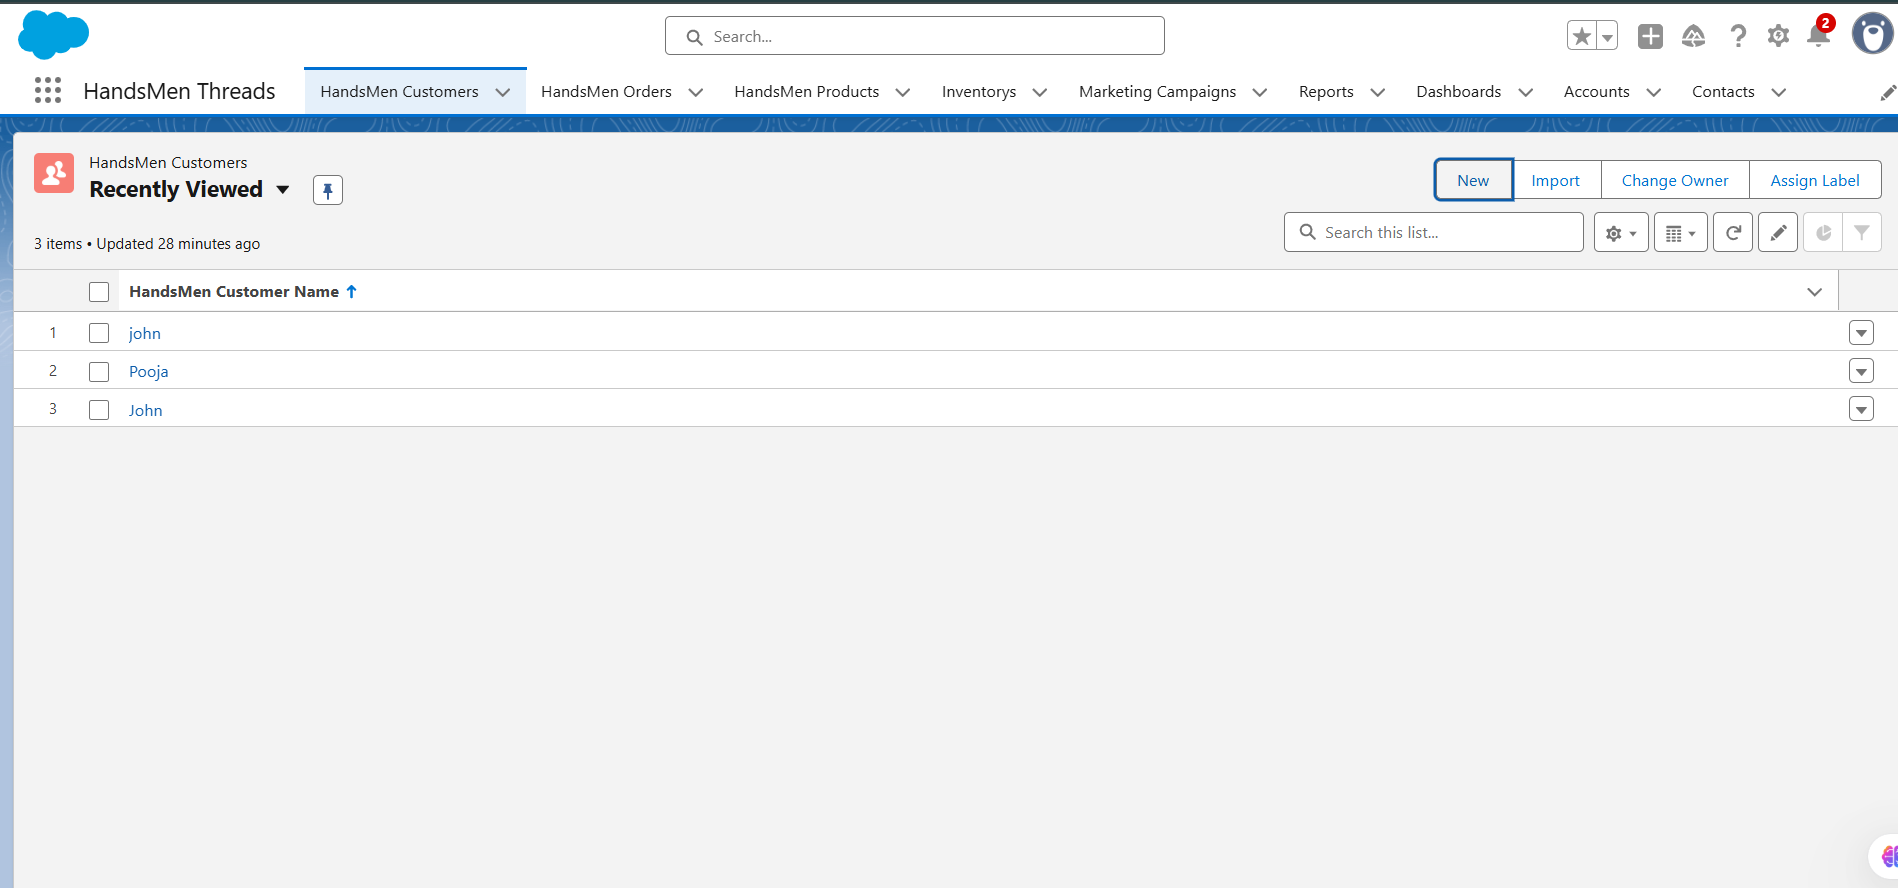 Search...
2
HandsMen Threads
HandsMen Customers
HandsMen Orders
HandsMen Products
Inventorys
Marketing Campaigns
Reports
Dashboards
Accounts
Contacts
HandsMen Customers
Recently Viewed
New
Import
Change Owner
Assign Label
3 items • Updated 28 minutes ago
Search this list...
HandsMen Customer Name
1 john
2 Pooja
3 John